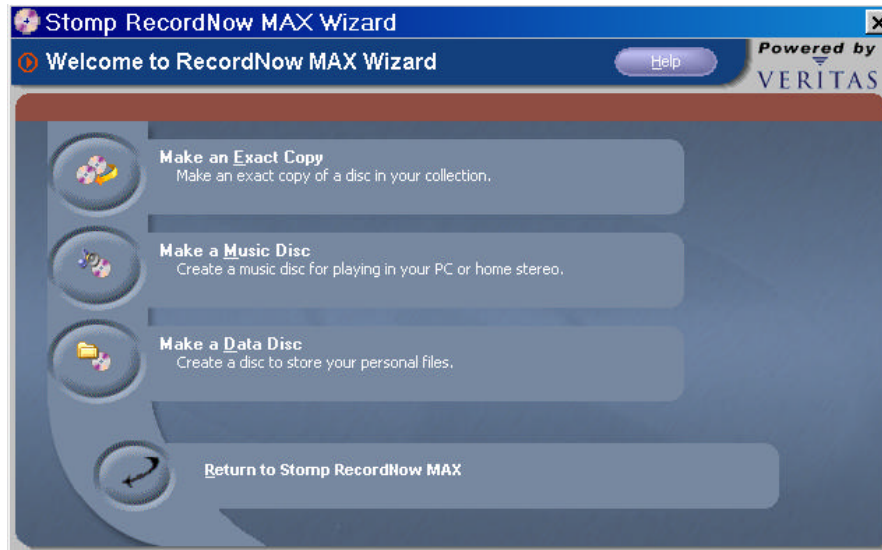 Stomp RecordNow MAX Wizard
Welcome to RecordNow MAX Wizard
Help
Powered by
VERITAS
Make an Exact Copy
Make an exact copy of a disc in your collection.
Make a Music Disc
Create a music disc for playing in your PC or home stereo.
Make a Data Disc
Create a disc to store your personal files.
Return to Stomp RecordNow MAX